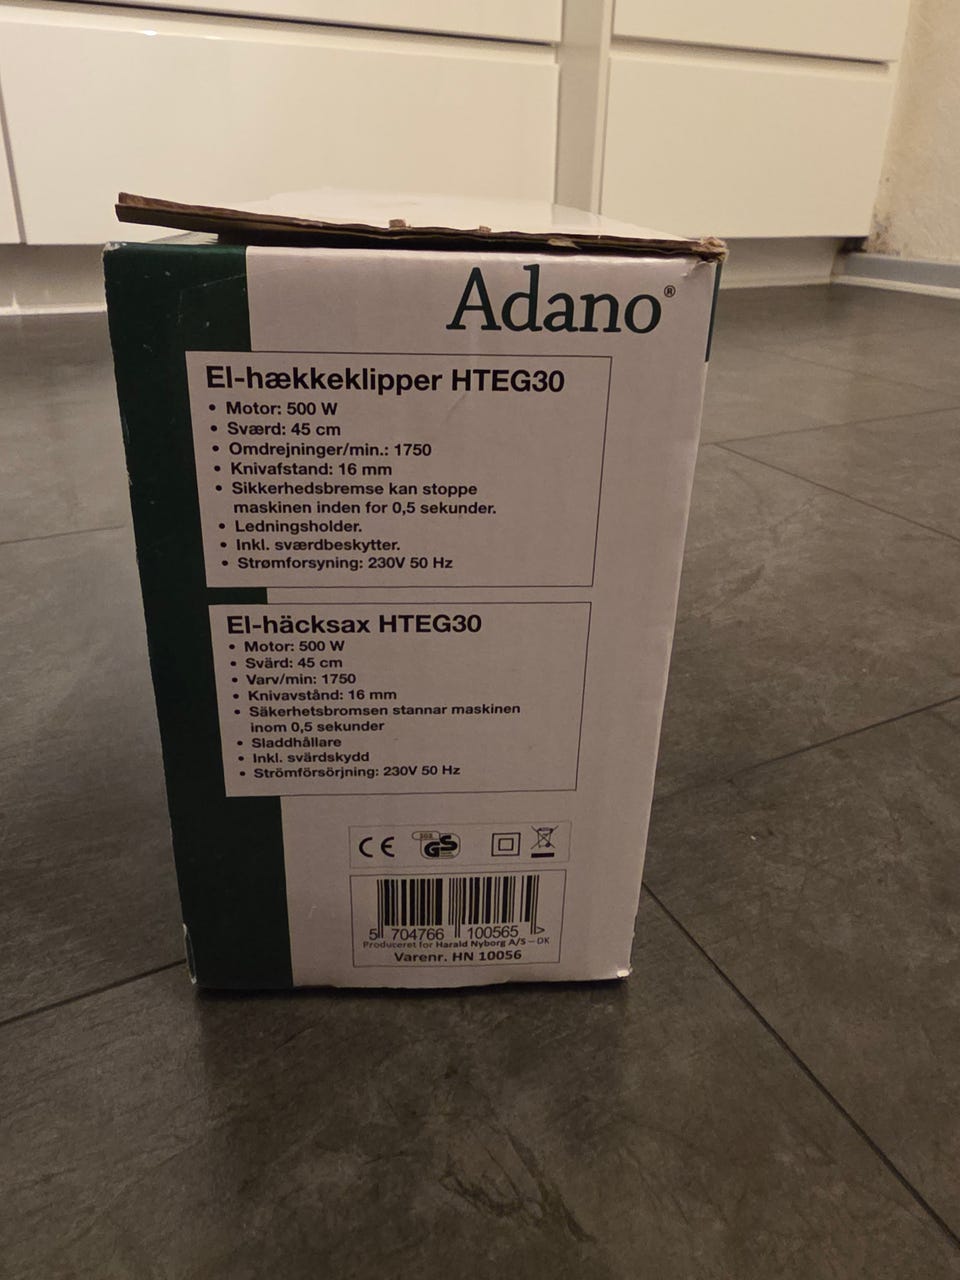 Adano®
El-hækkeklipper HTEG30
• Motor: 500 W
• Sværd: 45 cm
• Omdrejninger/min.: 1750
• Knivafstand: 16 mm
• Sikkerhedsbremse kan stoppe
maskinen inden for 0,5 sekunder.
• Ledningsholder.
• Inkl. sværdbeskytter.
• Strømforsyning: 230V 50 Hz
El-häcksax HTEG30
• Motor: 500 W
• Svärd: 45 cm
• Varv/min: 1750
• Knivavstånd: 16 mm
• Säkerhetsbromsen stannar maskinen
inom 0,5 sekunder
• Sladdhållare
• Inkl. svärdskydd
• Strömförsörjning: 230V 50 Hz
CE GS
5 704766 100565 >
Produceret for Harald Nyborg A/S – DK
Varenr. HN 10056